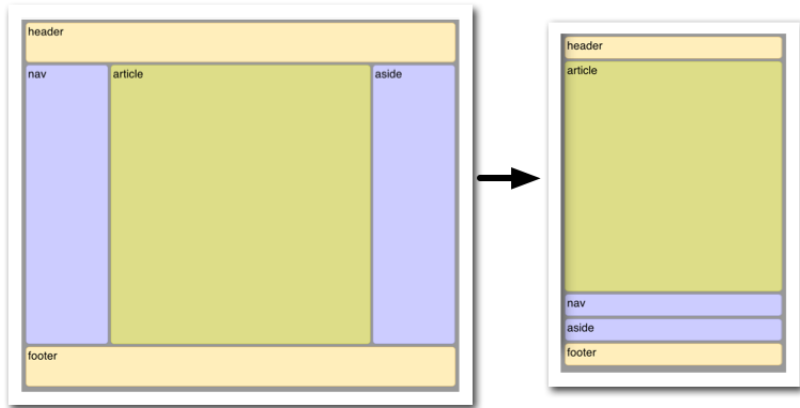 header
nav
article
aside
footer
header
article
nav
aside
footer